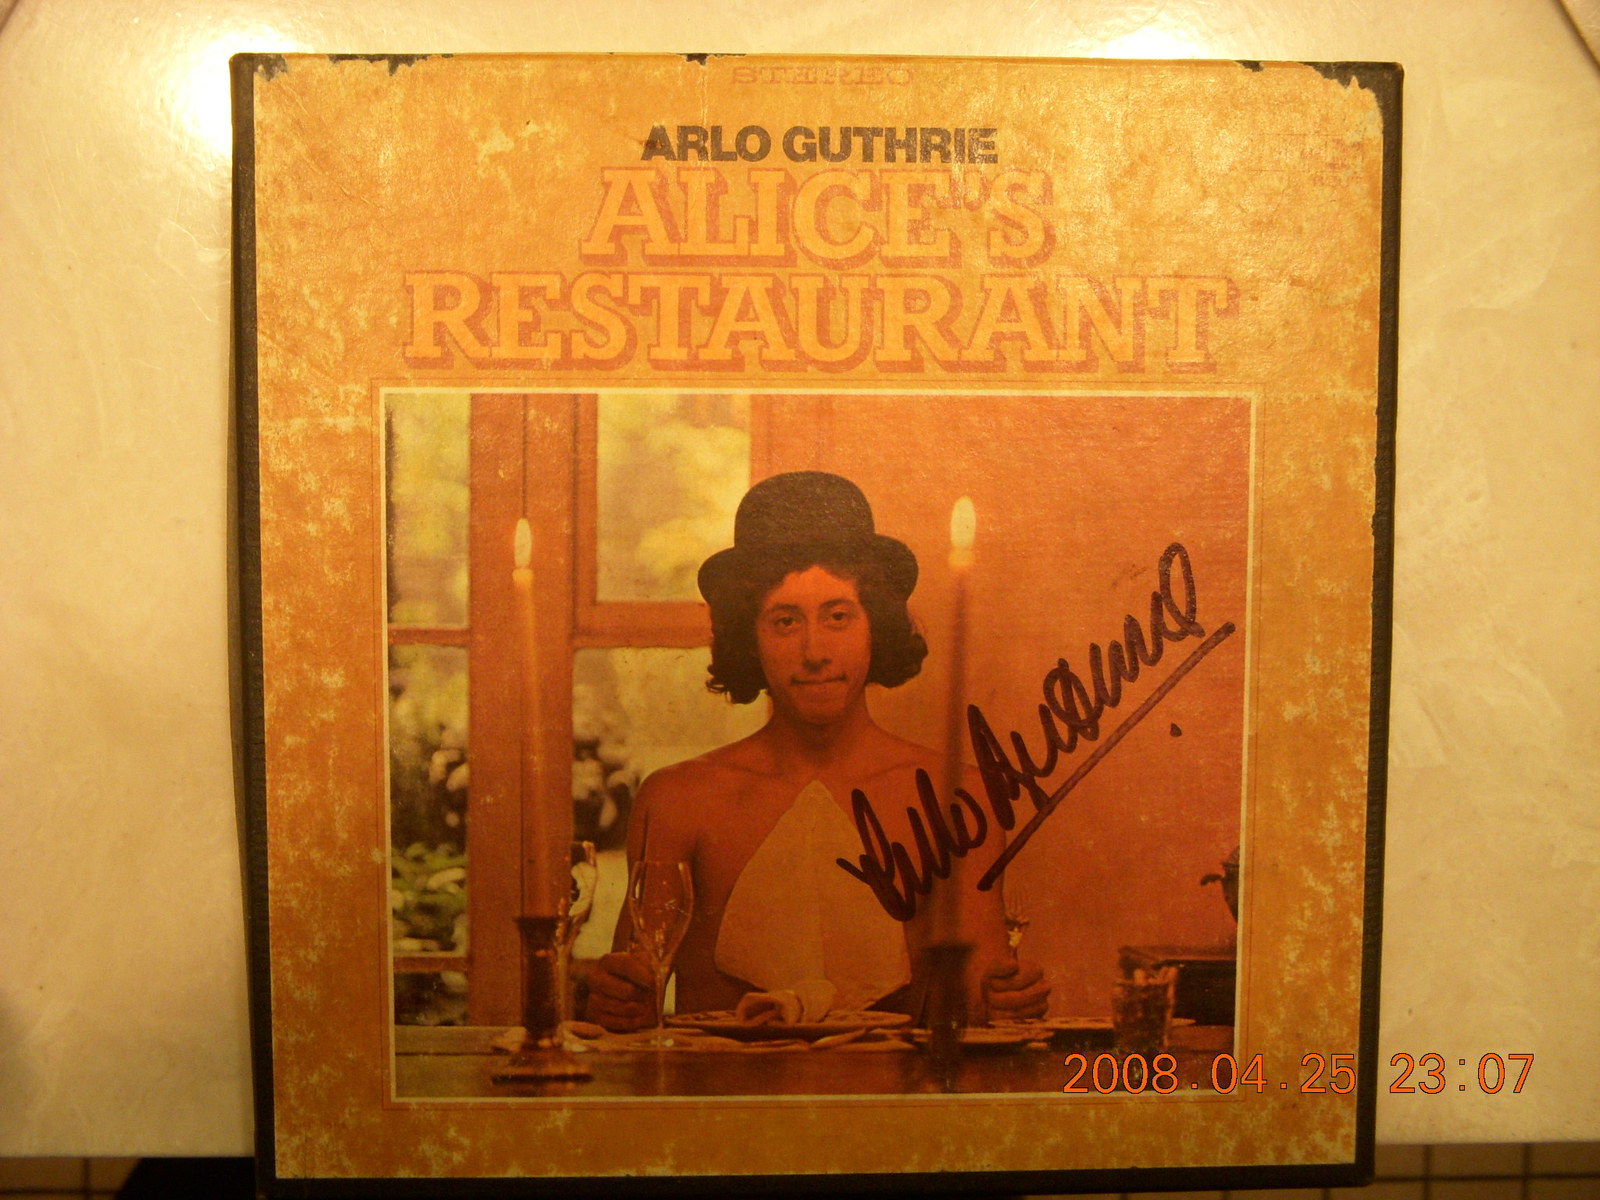 STEREO
ARLO GUTHRIE
ALICE'S
RESTAURANT
2008.04.25 23:07